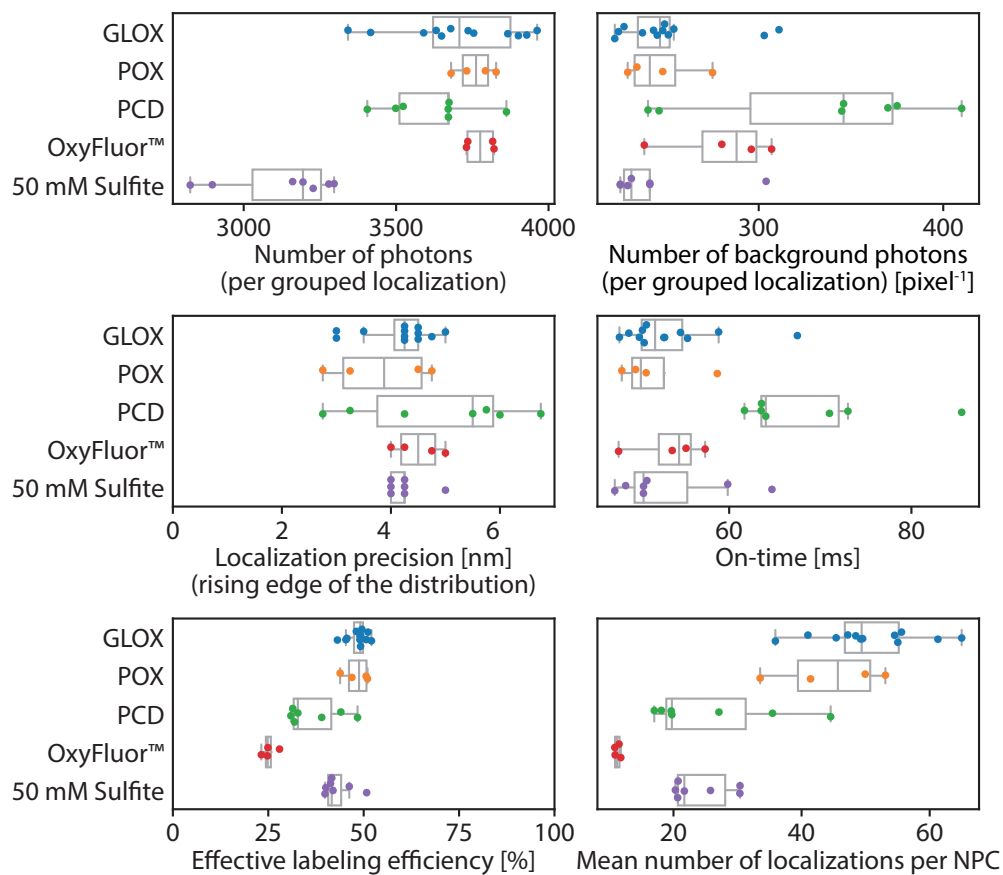 GLOX
POX
PCD
OxyFluor™
50 mM Sulfite
3000 3500 4000
Number of photons
(per grouped localization)
300 400
Number of background photons
(per grouped localization) [pixel⁻¹]
GLOX
POX
PCD
OxyFluor™
50 mM Sulfite
0 2 4 6
Localization precision [nm]
(rising edge of the distribution)
60 80
On-time [ms]
GLOX
POX
PCD
OxyFluor™
50 mM Sulfite
0 25 50 75 100
Effective labeling efficiency [%]
20 40 60
Mean number of localizations per NPC